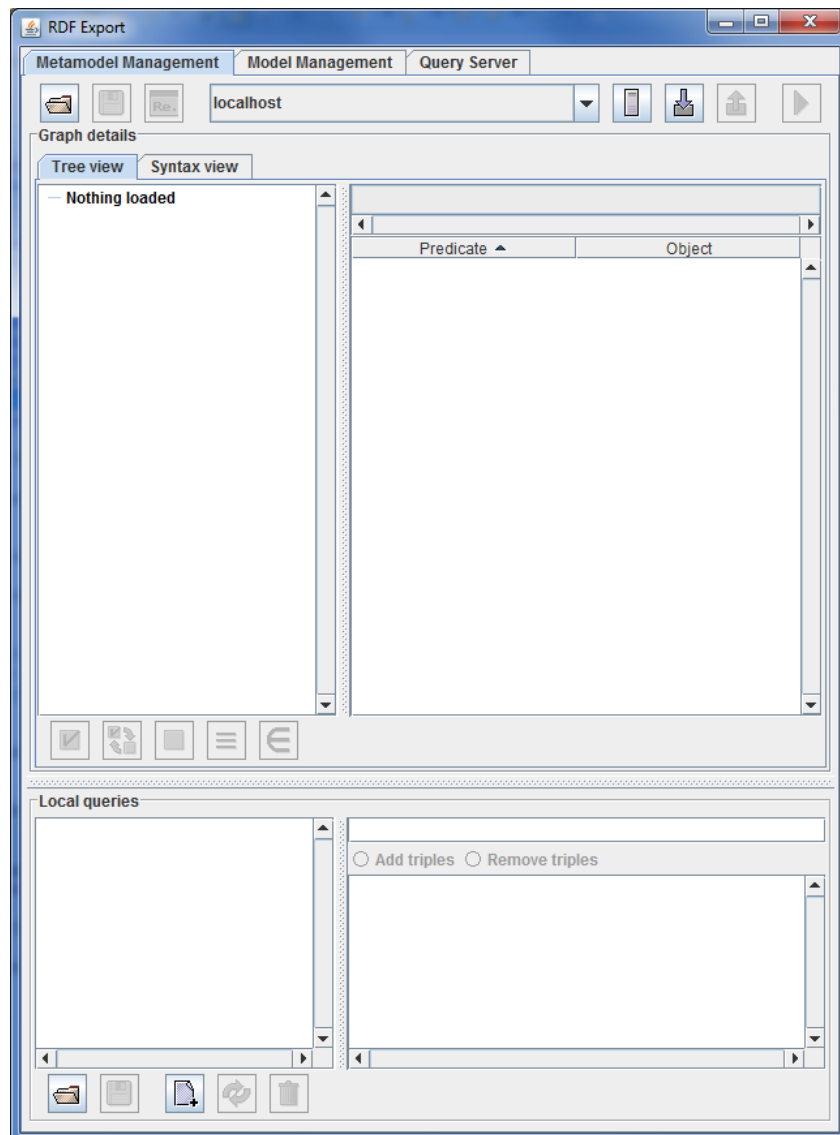 RDF Export
Metamodel Management Model Management Query Server
Re. localhost
Graph details
Tree view Syntax view
Nothing loaded
Predicate Object
Local queries
Add triples Remove triples